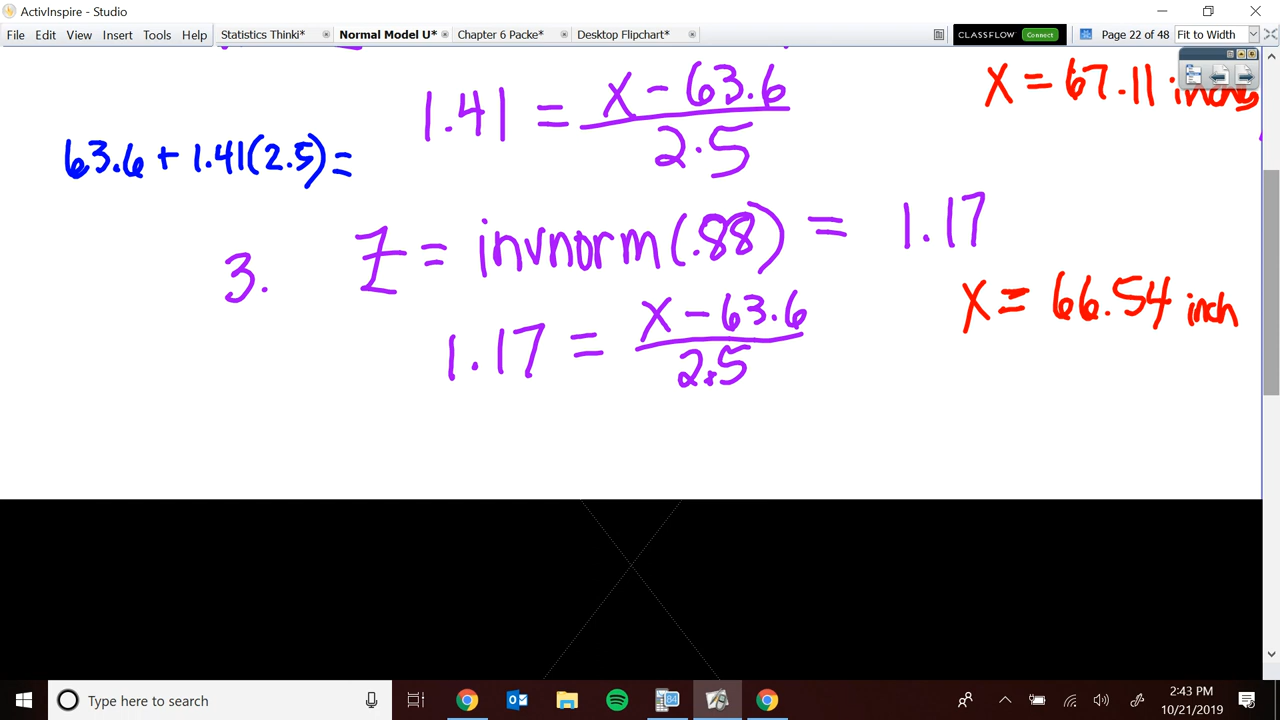 ActivInspire - Studio
File Edit View Insert Tools Help
Statistics Thinki* Normal Model U* Chapter 6 Packe* Desktop Flipchart*
CLASSFLOW Connect
Page 22 of 48 Fit to Width
1.41 = x - 63.6 / 2.5
x = 67.11 inches
63.6 + 1.41(2.5) =
3. z = invnorm(.88) = 1.17
1.17 = x - 63.6 / 2.5
x = 66.54 inch
Type here to search
2:43 PM
10/21/2019